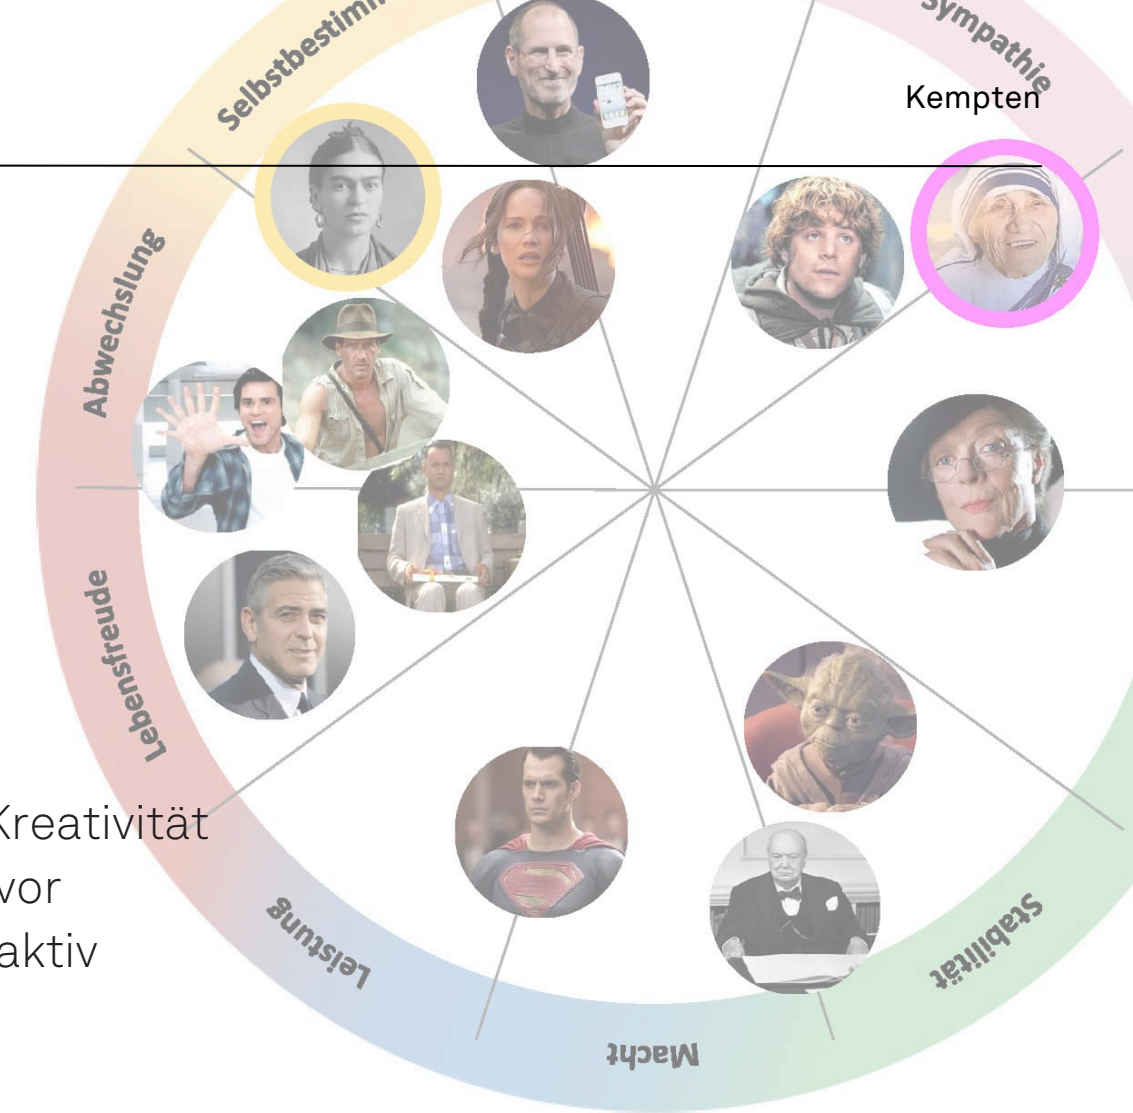 Selbstbestimm
Sympathie
Kempten
Abwechslung
Lebensfreude
Kreativität
vor
aktiv
Leistung
Stabilität
Macht